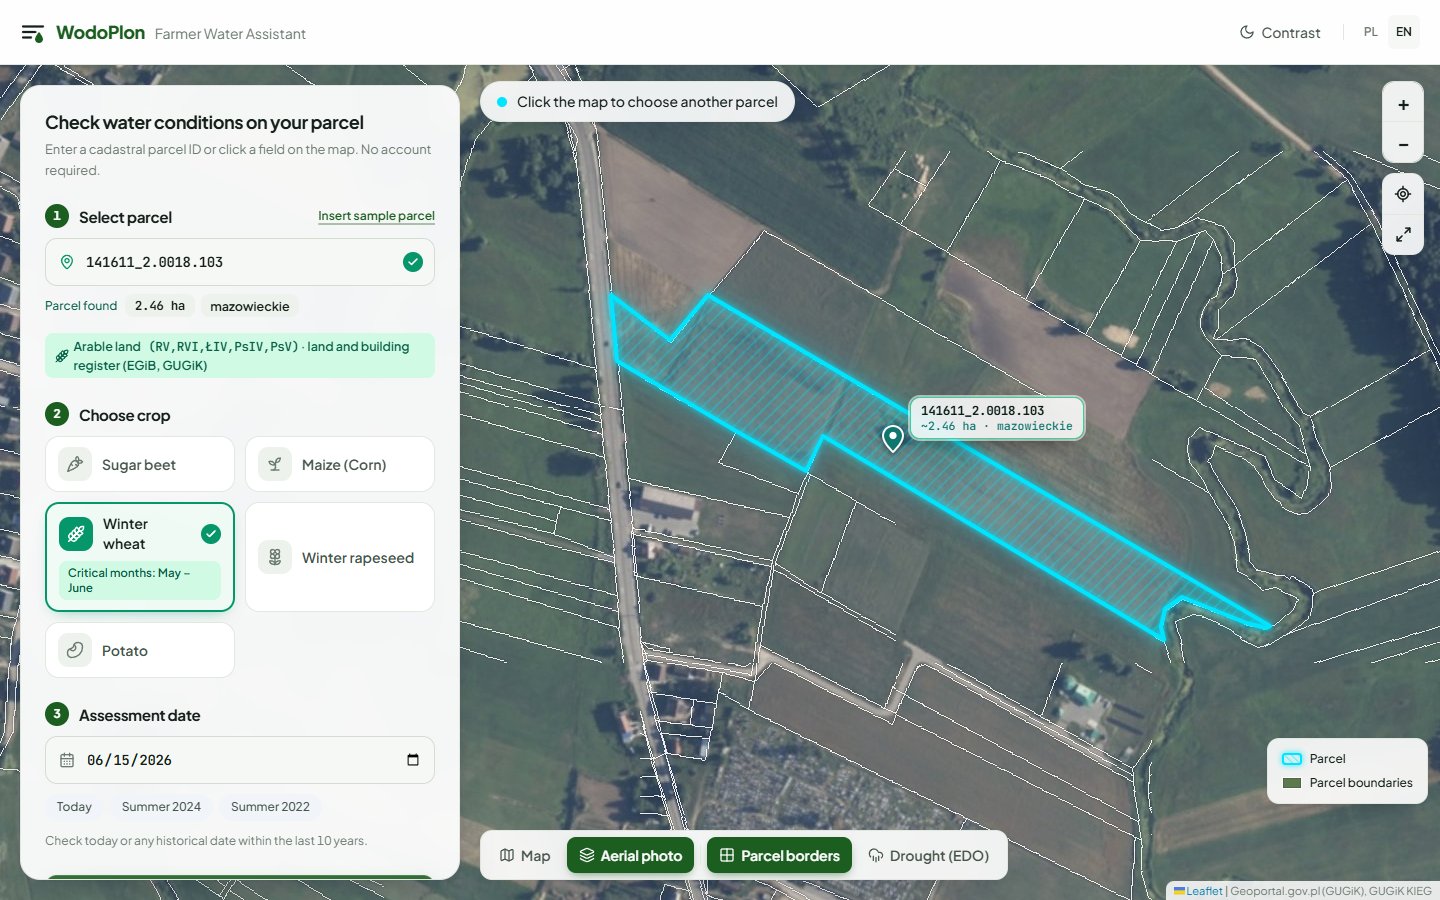 WodoPlon Farmer Water Assistant
Contrast
PL
EN
Check water conditions on your parcel
Enter a cadastral parcel ID or click a field on the map. No account
required.
1 Select parcel
Insert sample parcel
141611_2.0018.103
Parcel found 2.46 ha mazowieckie
Arable land (RV,RVI,ŁIV,PsIV,PsV) · land and building
register (EGiB, GUGiK)
2 Choose crop
Sugar beet
Maize (Corn)
Winter
wheat
Critical months: May –
June
Winter rapeseed
Potato
3 Assessment date
06/15/2026
Today
Summer 2024
Summer 2022
Check today or any historical date within the last 10 years.
Click the map to choose another parcel
+
−
141611_2.0018.103
~2.46 ha · mazowieckie
Parcel
Parcel boundaries
Map
Aerial photo
Parcel borders
Drought (EDO)
Leaflet | Geoportal.gov.pl (GUGiK), GUGiK KIEG